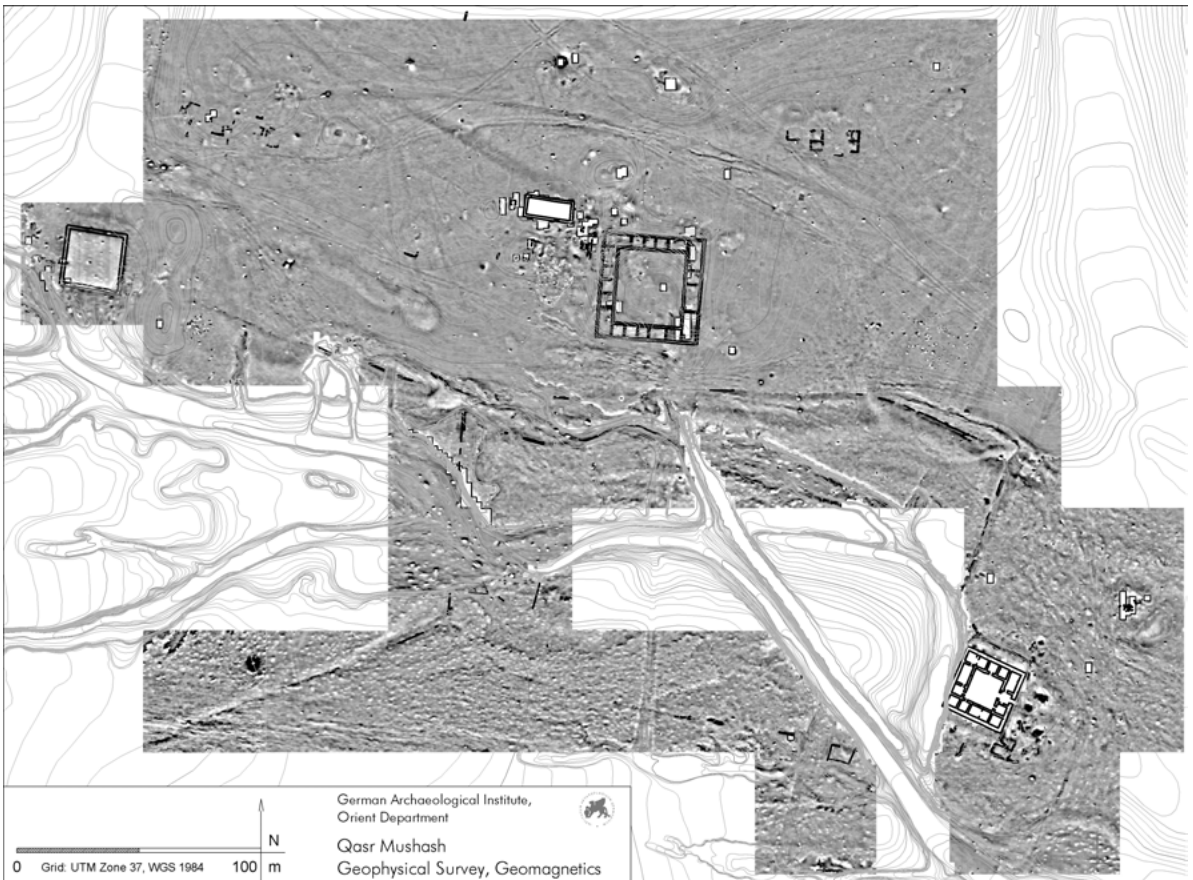 German Archaeological Institute,
Orient Department
Qasr Mushash
Geophysical Survey, Geomagnetics
N
0 Grid: UTM Zone 37, WGS 1984 100 m